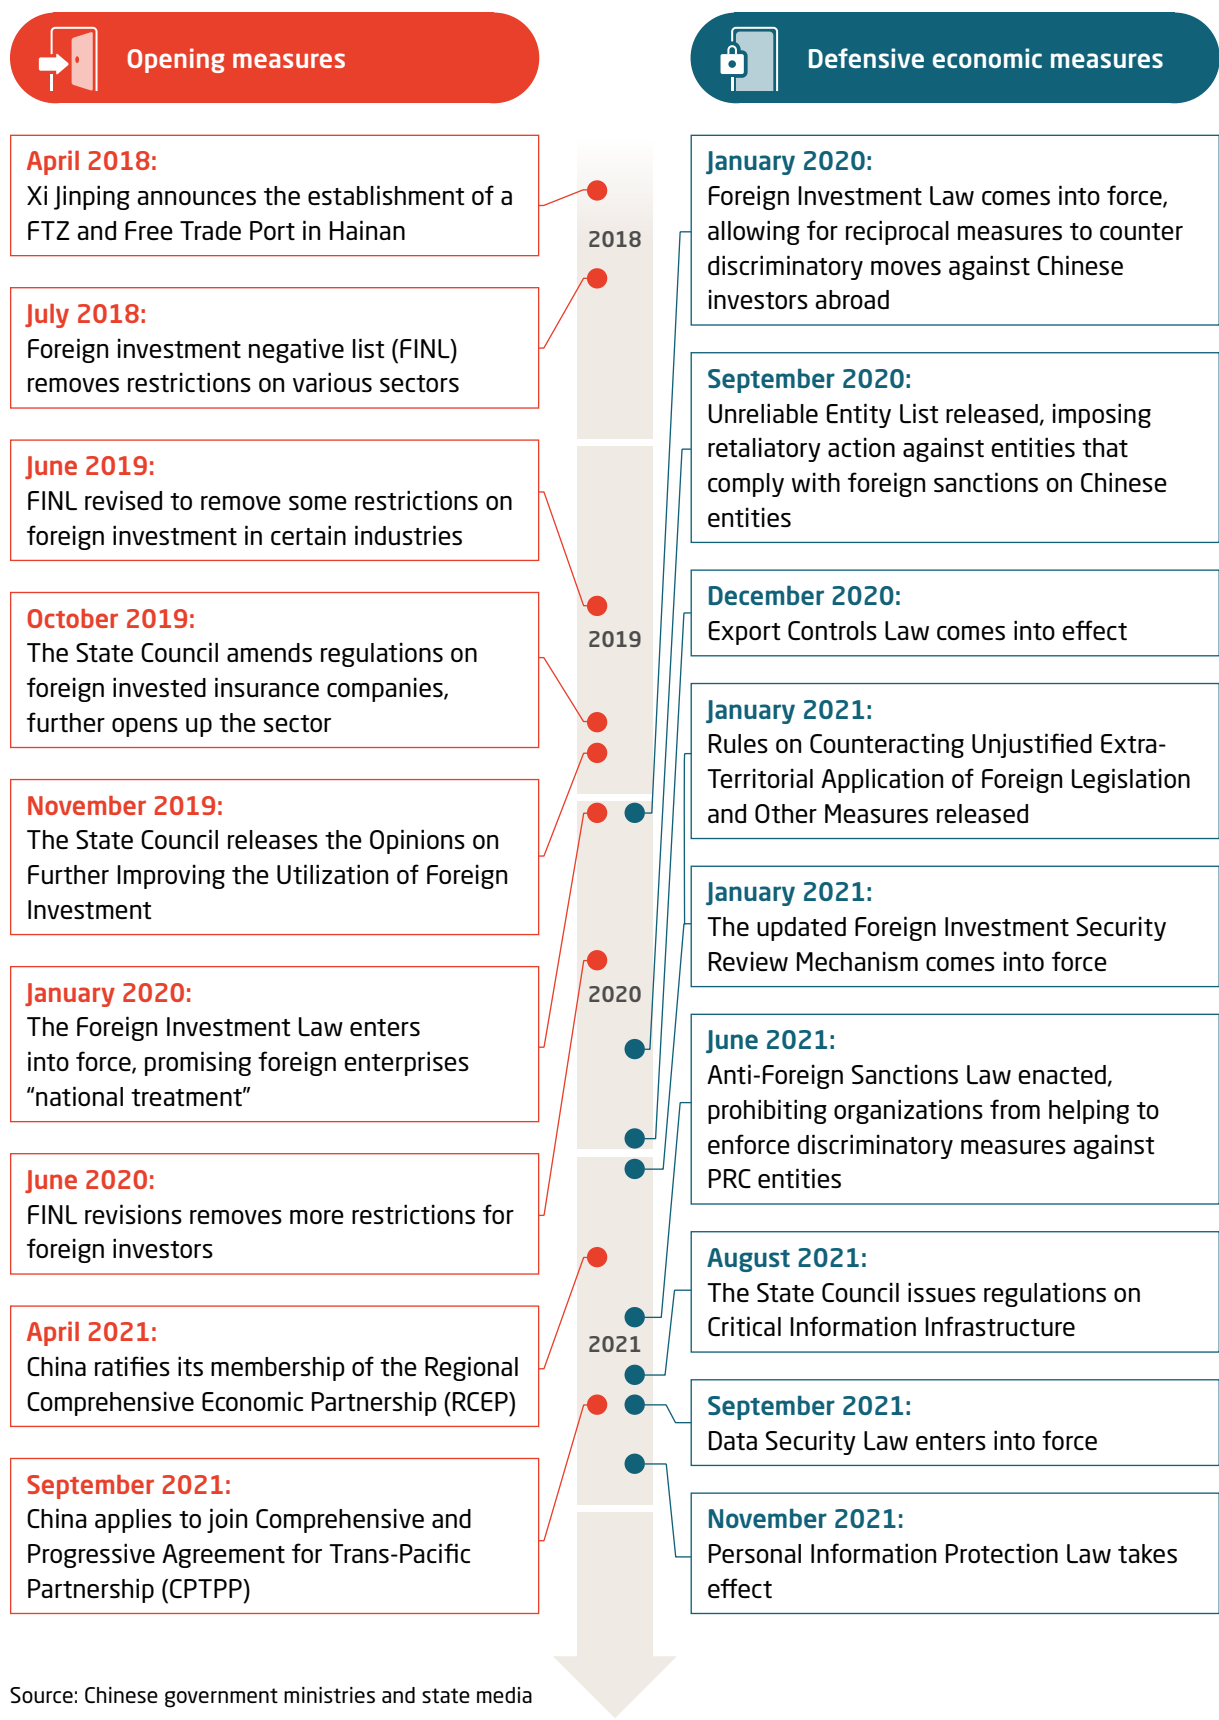 Opening measures
April 2018:
Xi Jinping announces the establishment of a
FTZ and Free Trade Port in Hainan
July 2018:
Foreign investment negative list (FINL)
removes restrictions on various sectors
June 2019:
FINL revised to remove some restrictions on
foreign investment in certain industries
October 2019:
The State Council amends regulations on
foreign invested insurance companies,
further opens up the sector
November 2019:
The State Council releases the Opinions on
Further Improving the Utilization of Foreign
Investment
January 2020:
The Foreign Investment Law enters
into force, promising foreign enterprises
“national treatment”
June 2020:
FINL revisions removes more restrictions for
foreign investors
April 2021:
China ratifies its membership of the Regional
Comprehensive Economic Partnership (RCEP)
September 2021:
China applies to join Comprehensive and
Progressive Agreement for Trans-Pacific
Partnership (CPTPP)
2018
2019
2020
2021
Defensive economic measures
January 2020:
Foreign Investment Law comes into force,
allowing for reciprocal measures to counter
discriminatory moves against Chinese
investors abroad
September 2020:
Unreliable Entity List released, imposing
retaliatory action against entities that
comply with foreign sanctions on Chinese
entities
December 2020:
Export Controls Law comes into effect
January 2021:
Rules on Counteracting Unjustified Extra-
Territorial Application of Foreign Legislation
and Other Measures released
January 2021:
The updated Foreign Investment Security
Review Mechanism comes into force
June 2021:
Anti-Foreign Sanctions Law enacted,
prohibiting organizations from helping to
enforce discriminatory measures against
PRC entities
August 2021:
The State Council issues regulations on
Critical Information Infrastructure
September 2021:
Data Security Law enters into force
November 2021:
Personal Information Protection Law takes
effect
Source: Chinese government ministries and state media